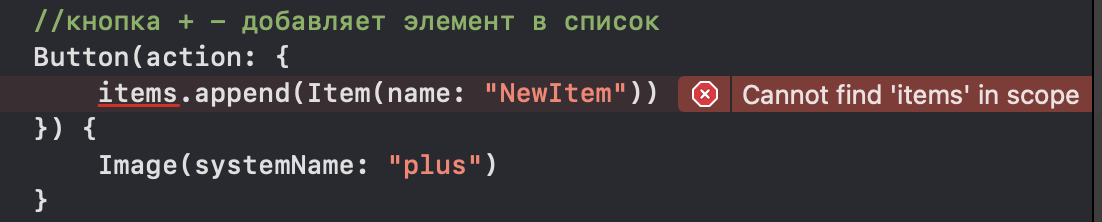 //кнопка + – добавляет элемент в список
Button(action: {
items.append(Item(name: "NewItem")) Cannot find 'items' in scope
}) {
Image(systemName: "plus")
}